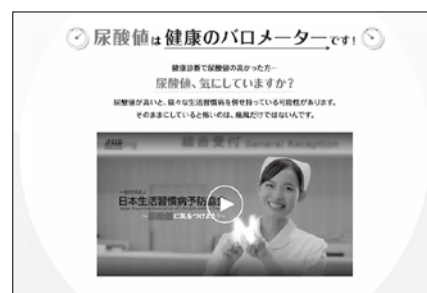 尿酸値は健康のバロメーターです!
健康診断で尿酸値の高かった方—
尿酸値、気にしていますか?
尿酸値が高いと、様々な生活習慣病を併せ持っている可能性があります。
そのままにしていると怖いのは、痛風だけではないんです。
総合受付 General Reception
一般社団法人
日本生活習慣病予防協会
~尿酸値に気をつけよう!~